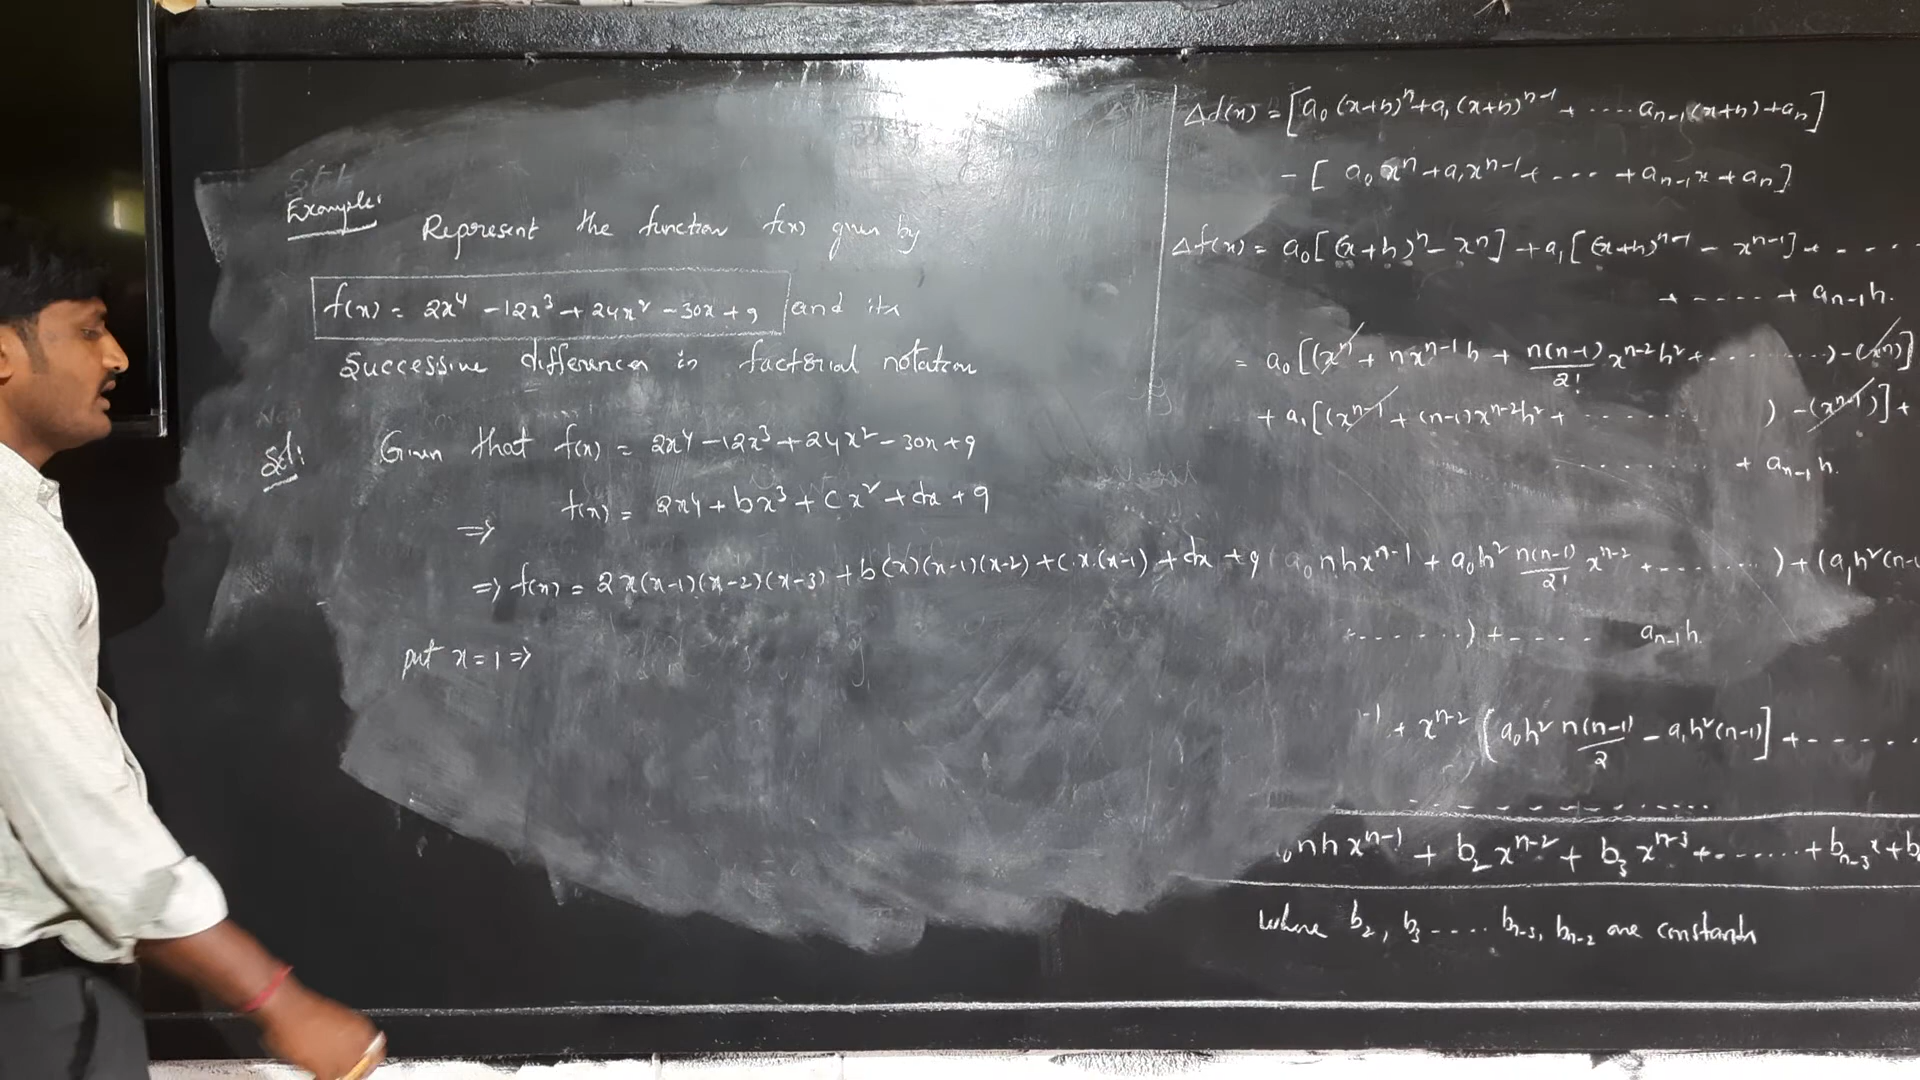 Example:
Represent the function f(x) given by
f(x) = 2x⁴ - 12x³ + 24x² - 30x + 9 and its
Successive differences in factorial notation
Sol:
Given that f(x) = 2x⁴ - 12x³ + 24x² - 30x + 9
⇒ f(x) = 2x⁴ + bx³ + cx² + dx + 9
⇒ f(x) = 2x(x-1)(x-2)(x-3) + b(x)(x-1)(x-2) + c.x.(x-1) + dx + 9
put x = 1 ⇒
Δf(x) = [a₀(x+h)ⁿ + a₁(x+h)ⁿ⁻¹ + ..... aₙ₋₁(x+h) + aₙ]
- [a₀xⁿ + a₁xⁿ⁻¹ + .... + aₙ₋₁x + aₙ]
Δf(x) = a₀[(x+h)ⁿ - xⁿ] + a₁[(x+h)ⁿ⁻¹ - xⁿ⁻¹] + - - - -
+ ---- + aₙ₋₁h.
= a₀[(xⁿ + nxⁿ⁻¹h + n(n-1)/2! xⁿ⁻²h² + ........) - (xⁿ)]
+ a₁[(xⁿ⁻¹ + (n-1)xⁿ⁻²h² + ........) - (xⁿ⁻¹)] +
........ + aₙ₋₁h.
(a₀nhxⁿ⁻¹ + a₀h² n(n-1)/2! xⁿ⁻² + .......) + (a₁h²(n-
+ ......) + ---- aₙ₋₁h.
⁻¹ + xⁿ⁻² (a₀h² n(n-1)/2 - a₁h²(n-1)] + - - - - -
- - - - - - - - - - -
₀nhxⁿ⁻¹ + b₂xⁿ⁻² + b₃xⁿ⁻³ + ...... + bₙ₋₃x + b
Where b₂, b₃ .... bₙ₋₃, bₙ₋₂ are constants